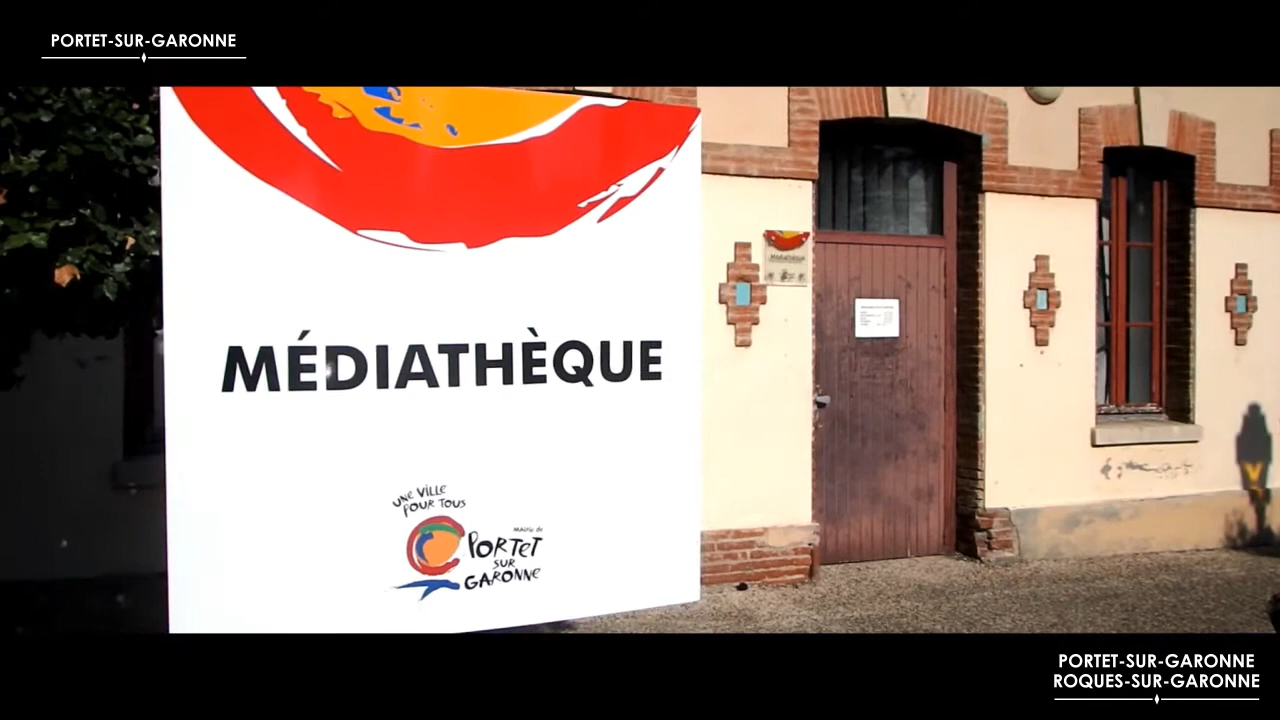 PORTET-SUR-GARONNE
MÉDIATHÈQUE
UNE VILLE
POUR TOUS
MAIRIE de
PORTET
SUR
GARONNE
Médiathèque
PORTET-SUR-GARONNE
ROQUES-SUR-GARONNE